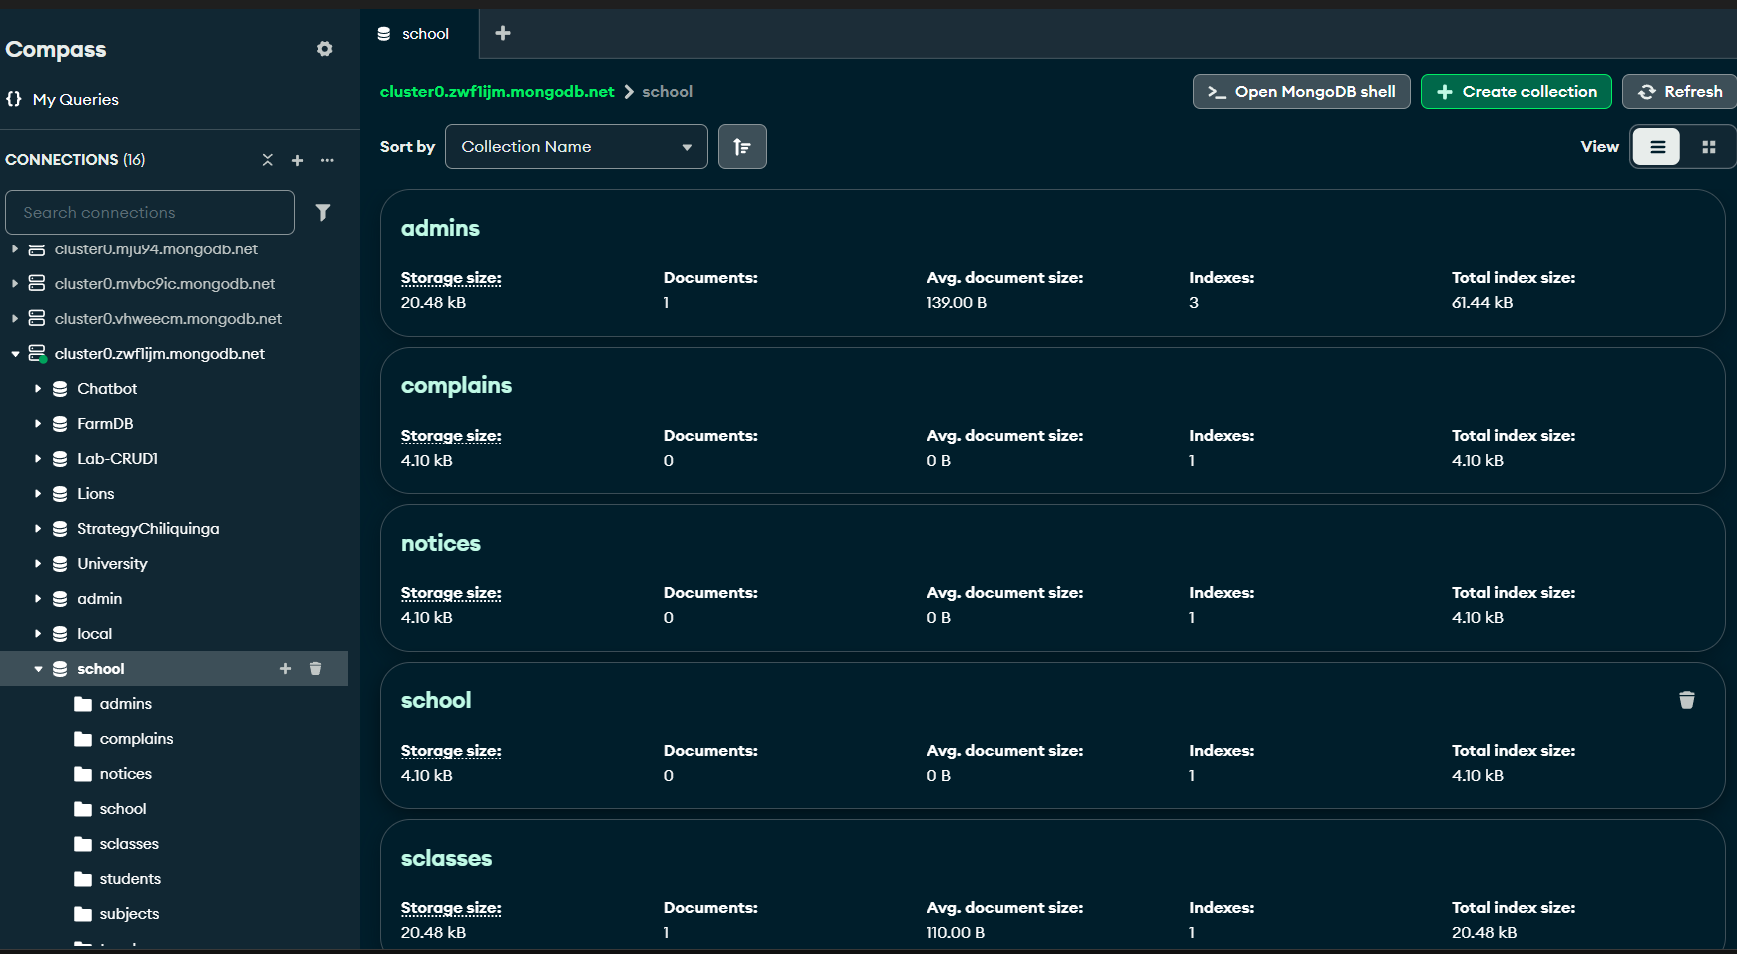 Compass
My Queries
CONNECTIONS (16)
Search connections
cluster0.mju94.mongodb.net
cluster0.mvbc9ic.mongodb.net
cluster0.vhweecm.mongodb.net
cluster0.zwf1ijm.mongodb.net
Chatbot
FarmDB
Lab-CRUD1
Lions
StrategyChiliquinga
University
admin
local
school
admins
complains
notices
school
sclasses
students
subjects
school
cluster0.zwf1ijm.mongodb.net school
Open MongoDB shell
Create collection
Refresh
Sort by Collection Name
View
admins
Storage size: Documents: Avg. document size: Indexes: Total index size:
20.48 kB 1 139.00 B 3 61.44 kB
complains
Storage size: Documents: Avg. document size: Indexes: Total index size:
4.10 kB 0 0 B 1 4.10 kB
notices
Storage size: Documents: Avg. document size: Indexes: Total index size:
4.10 kB 0 0 B 1 4.10 kB
school
Storage size: Documents: Avg. document size: Indexes: Total index size:
4.10 kB 0 0 B 1 4.10 kB
sclasses
Storage size: Documents: Avg. document size: Indexes: Total index size:
20.48 kB 1 110.00 B 1 20.48 kB